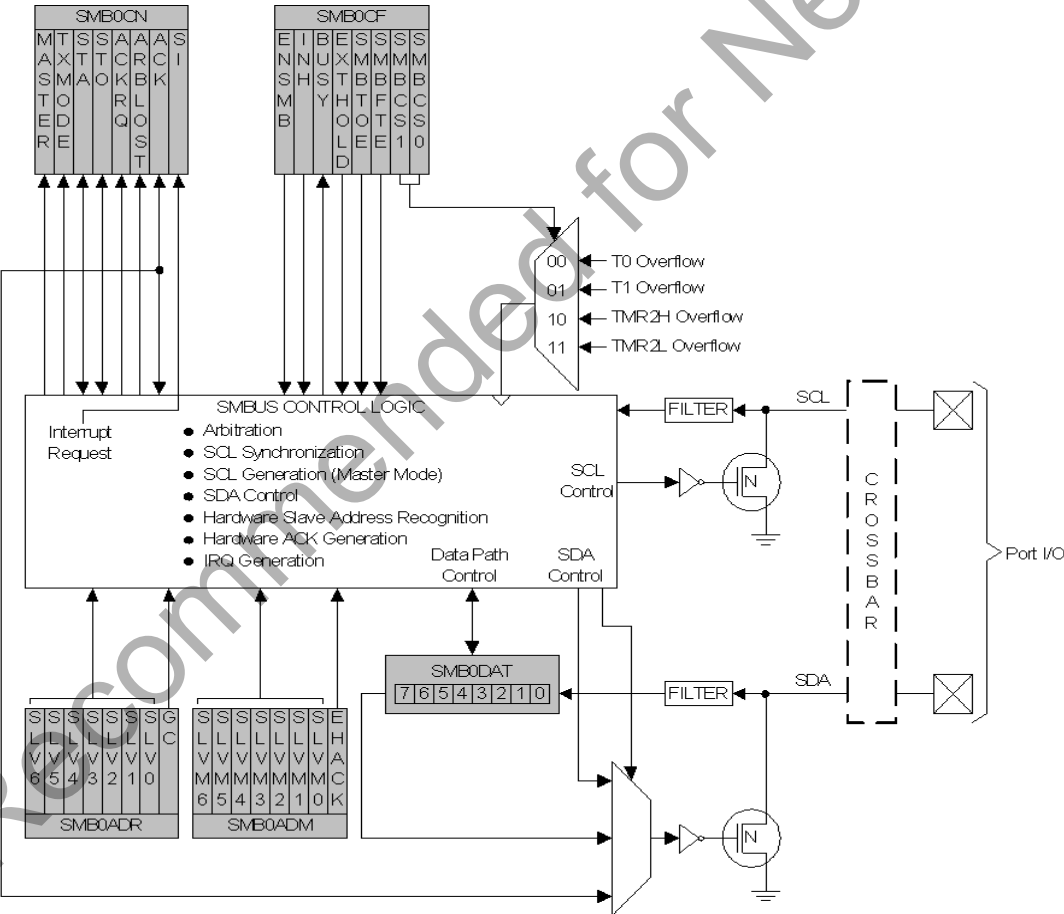 SMB0CN
MASTER
TXMODE
STA
STO
ACKRQ
ARBLOST
ACK
SI
SMB0CF
ENSMB
INH
BUSY
EXTHOLD
SMBTOE
SMBFTE
SMBCS1
SMBCS0
00
T0 Overflow
01
T1 Overflow
10
TMR2H Overflow
11
TMR2L Overflow
SMBUS CONTROL LOGIC
Interrupt
Request
Arbitration
SCL Synchronization
SCL Generation (Master Mode)
SDA Control
Hardware Slave Address Recognition
Hardware ACK Generation
IRQ Generation
Data Path
Control
SDA
Control
SCL
Control
FILTER
SCL
N
CROSSBAR
Port I/O
SMB0DAT
7 6 5 4 3 2 1 0
FILTER
SDA
N
SLV6
SLV5
SLV4
SLV3
SLV2
SLV1
SLV0
GC
SMB0ADR
SLVM6
SLVM5
SLVM4
SLVM3
SLVM2
SLVM1
SLVM0
EHACK
SMB0ADM
Recommended for Ne